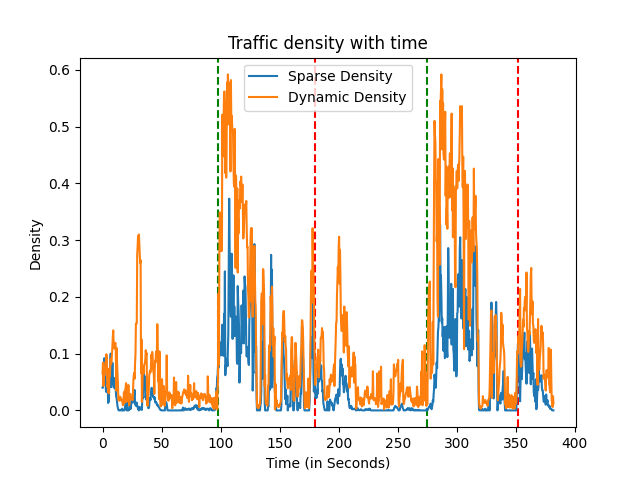 Traffic density with time
Sparse Density
Dynamic Density
Density
0.6
0.5
0.4
0.3
0.2
0.1
0.0
0 50 100 150 200 250 300 350 400
Time (in Seconds)